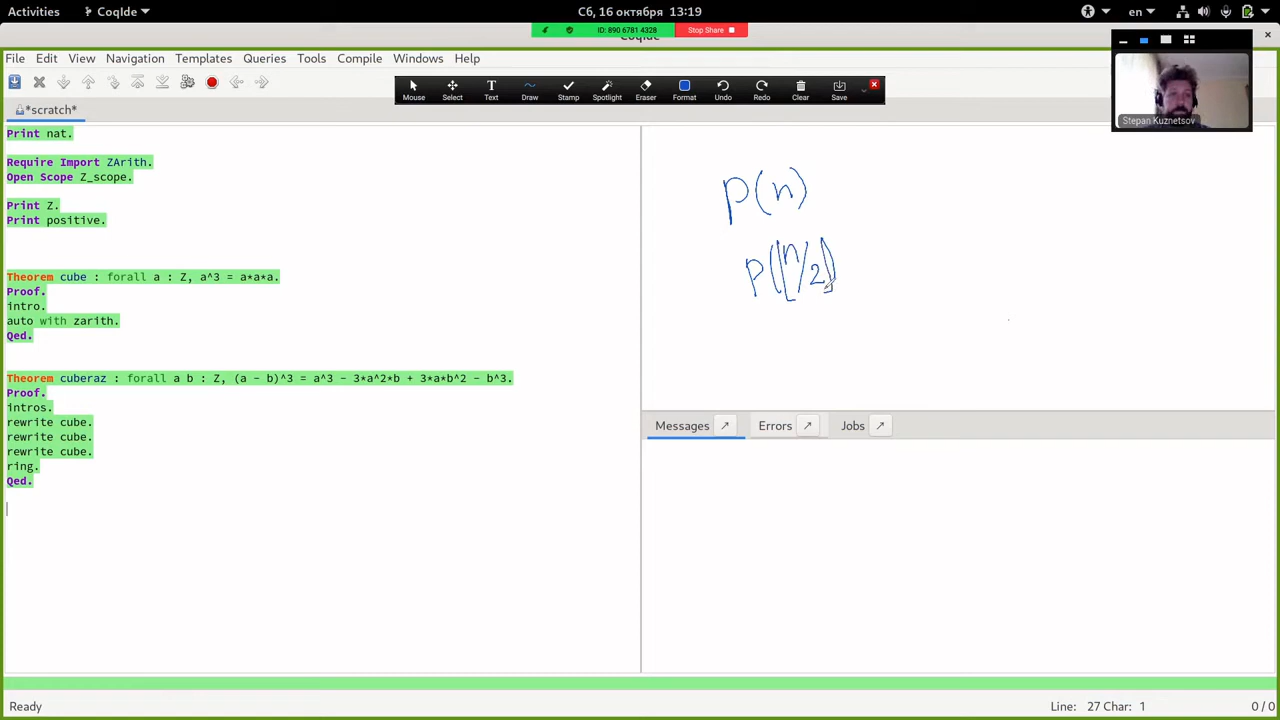 Activities CoqIde Сб, 16 октября 13:19 en
ID: 890 6781 4328 Stop Share
CoqIde
File Edit View Navigation Templates Queries Tools Compile Windows Help
Mouse Select Text Draw Stamp Spotlight Eraser Format Undo Redo Clear Save
*scratch*
Stepan Kuznetsov
Print nat.
Require Import ZArith.
Open Scope Z_scope.
Print Z.
Print positive.
Theorem cube : forall a : Z, a^3 = a*a*a.
Proof.
intro.
auto with zarith.
Qed.
Theorem cuberaz : forall a b : Z, (a - b)^3 = a^3 - 3*a^2*b + 3*a*b^2 - b^3.
Proof.
intros.
rewrite cube.
rewrite cube.
rewrite cube.
ring.
Qed.
P(n)
P(⌊n/2⌋)
Messages Errors Jobs
Ready Line: 27 Char: 1 0 / 0